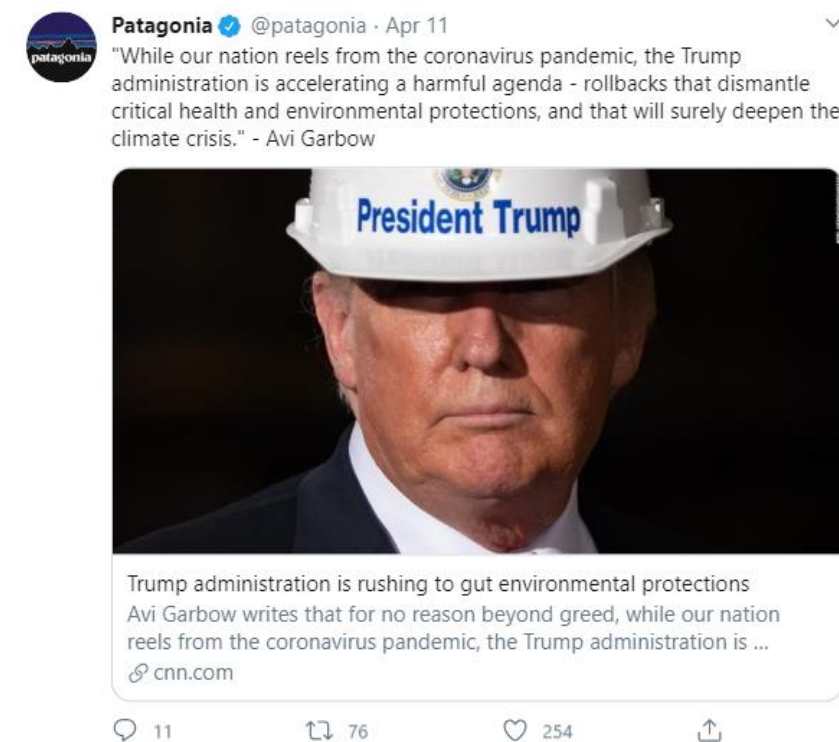 Patagonia @patagonia · Apr 11
patagonia
"While our nation reels from the coronavirus pandemic, the Trump
administration is accelerating a harmful agenda - rollbacks that dismantle
critical health and environmental protections, and that will surely deepen the
climate crisis." - Avi Garbow
President Trump
Trump administration is rushing to gut environmental protections
Avi Garbow writes that for no reason beyond greed, while our nation
reels from the coronavirus pandemic, the Trump administration is ...
cnn.com
11 76 254